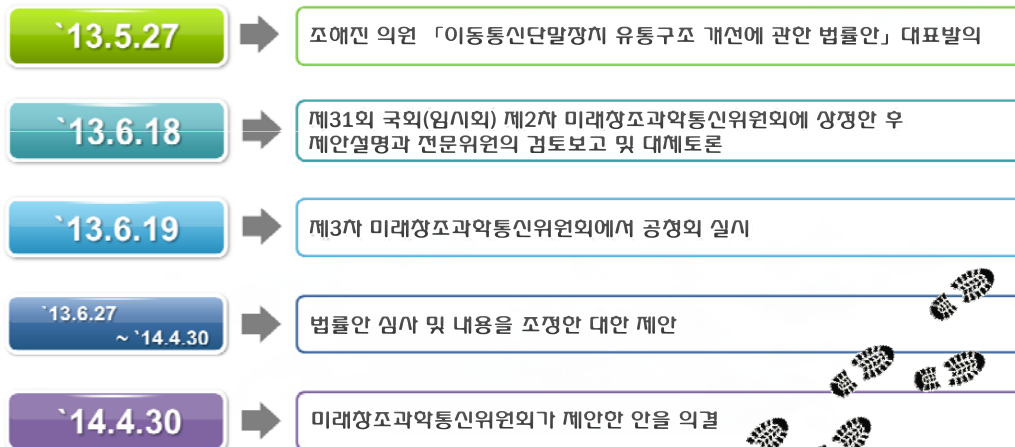 `13.5.27
조해진 의원 「이동통신단말장치 유통구조 개선에 관한 법률안」 대표발의
`13.6.18
제31회 국회(임시회) 제2차 미래창조과학통신위원회에 상정한 후
제안설명과 전문위원의 검토보고 및 대체토론
`13.6.19
제3차 미래창조과학통신위원회에서 공청회 실시
`13.6.27
~ `14.4.30
법률안 심사 및 내용을 조정한 대안 제안
`14.4.30
미래창조과학통신위원회가 제안한 안을 의결